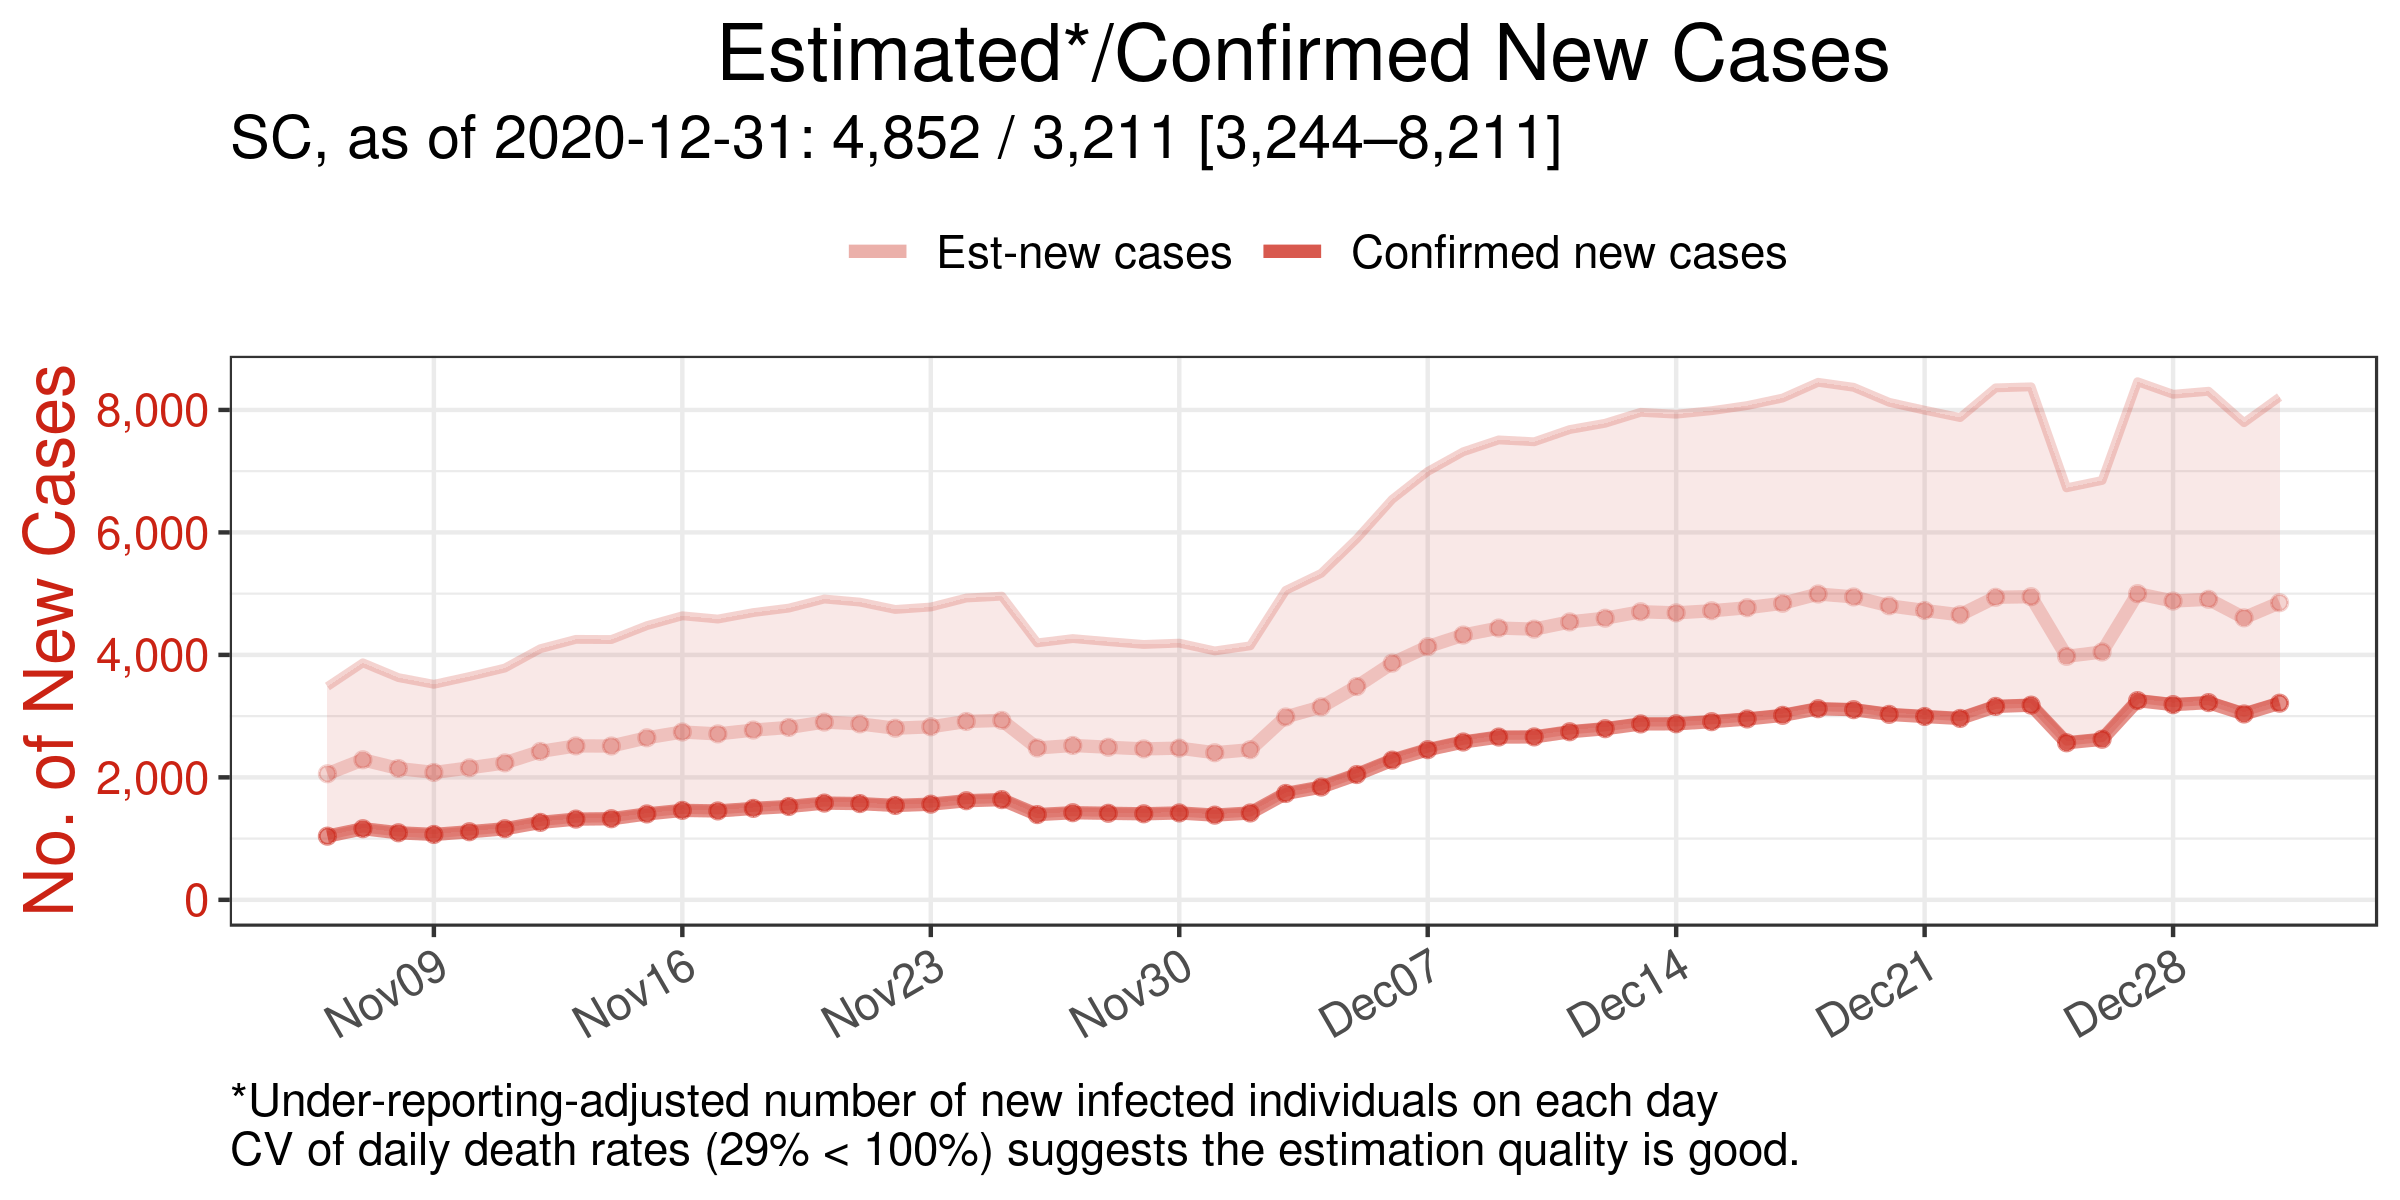 Estimated*/Confirmed New Cases
SC, as of 2020-12-31: 4,852 / 3,211 [3,244–8,211]
Est-new cases
Confirmed new cases
No. of New Cases
8,000
6,000
4,000
2,000
0
Nov09
Nov16
Nov23
Nov30
Dec07
Dec14
Dec21
Dec28
*Under-reporting-adjusted number of new infected individuals on each day
CV of daily death rates (29% < 100%) suggests the estimation quality is good.